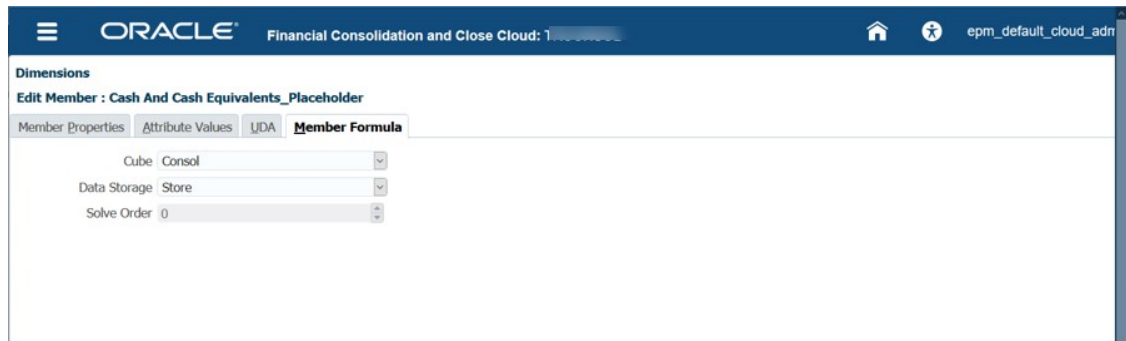 ORACLE® Financial Consolidation and Close Cloud: epm_default_cloud_adm
Dimensions
Edit Member : Cash And Cash Equivalents_Placeholder
Member Properties Attribute Values UDA Member Formula
Cube Consol
Data Storage Store
Solve Order 0